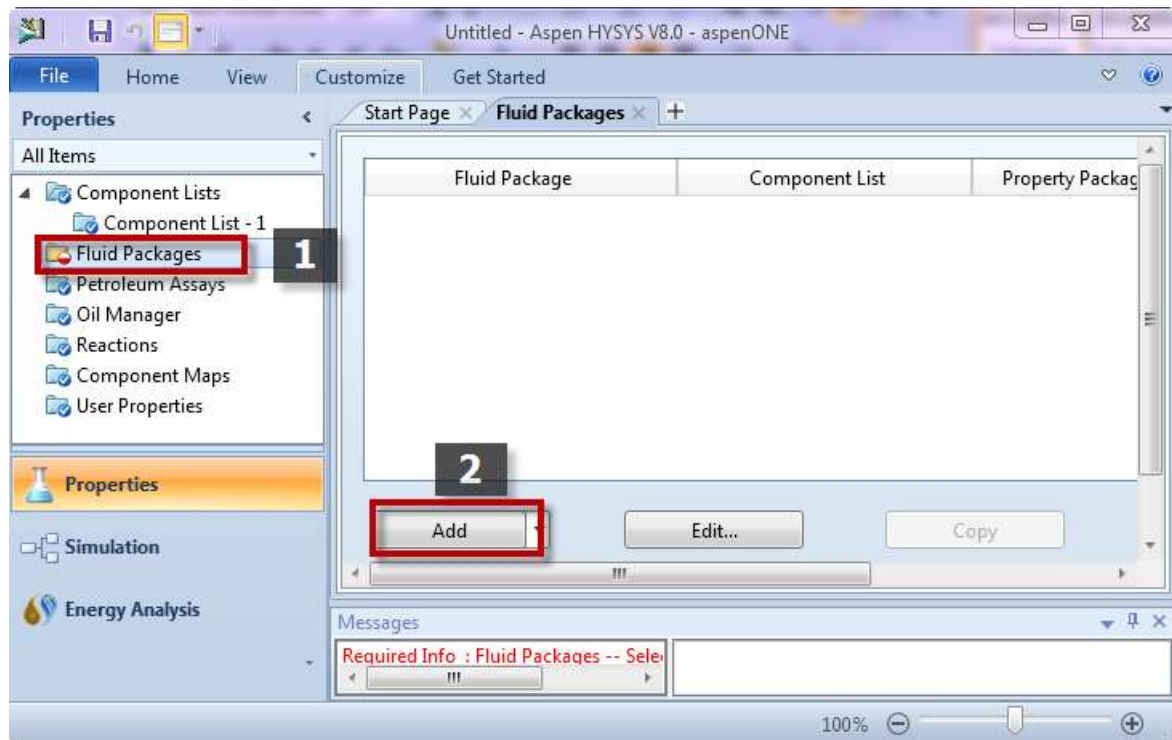 Untitled - Aspen HYSYS V8.0 - aspenONE
File Home View Customize Get Started
Properties
Start Page Fluid Packages
All Items
Component Lists
Component List - 1
Fluid Packages
1
Petroleum Assays
Oil Manager
Reactions
Component Maps
User Properties
Fluid Package Component List Property Packag
2
Add Edit... Copy
Properties
Simulation
Energy Analysis
Messages
Required Info : Fluid Packages -- Sele
100%